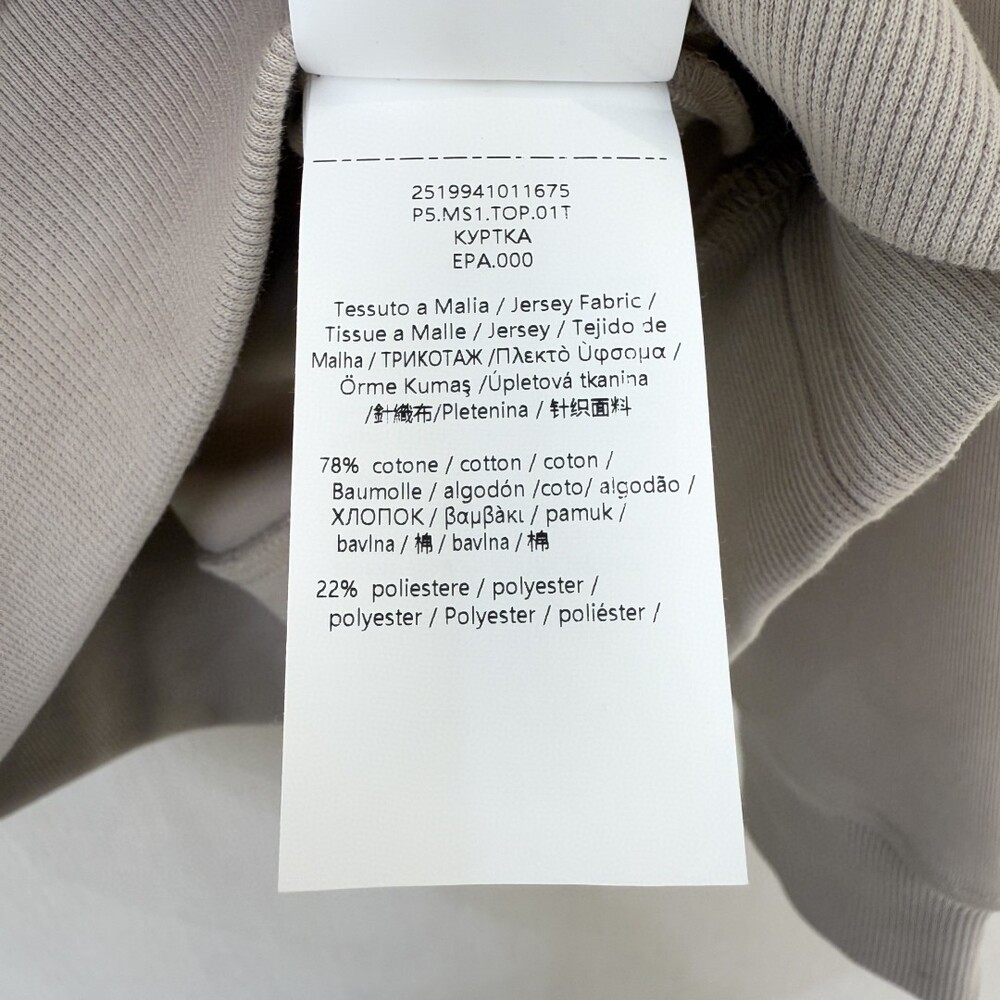 2519941011675
P5.MS1.TOP.01T
КУРТКА
EPA.000
Tessuto a Malia / Jersey Fabric /
Tissue a Malle / Jersey / Tejido de
Malha / ТРИКОТАЖ /Πλεκτὸ Ὺφσομα /
Örme Kumaş /Úpletová tkanina
/針織布/Pletenina / 针织面料
78% cotone / cotton / coton /
Baumolle / algodón /coto/ algodão /
ХЛОПОК / βαμβὰκι / pamuk /
bavlna / 棉 / bavlna / 棉
22% poliestere / polyester /
polyester / Polyester / poliéster /